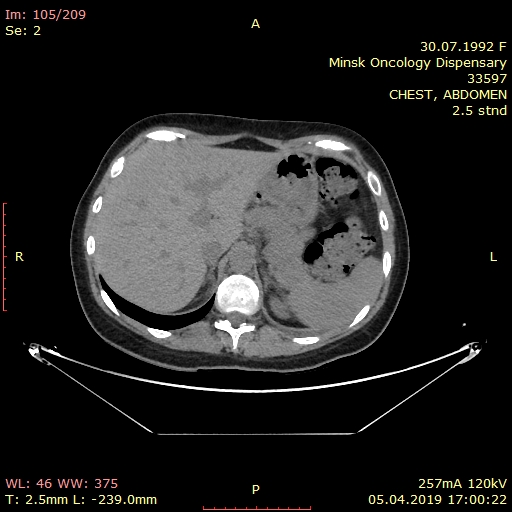 Im: 105/209
Se: 2
A
30.07.1992 F
Minsk Oncology Dispensary
33597
CHEST, ABDOMEN
2.5 stnd
R
L
WL: 46 WW: 375
T: 2.5mm L: -239.0mm
P
257mA 120kV
05.04.2019 17:00:22